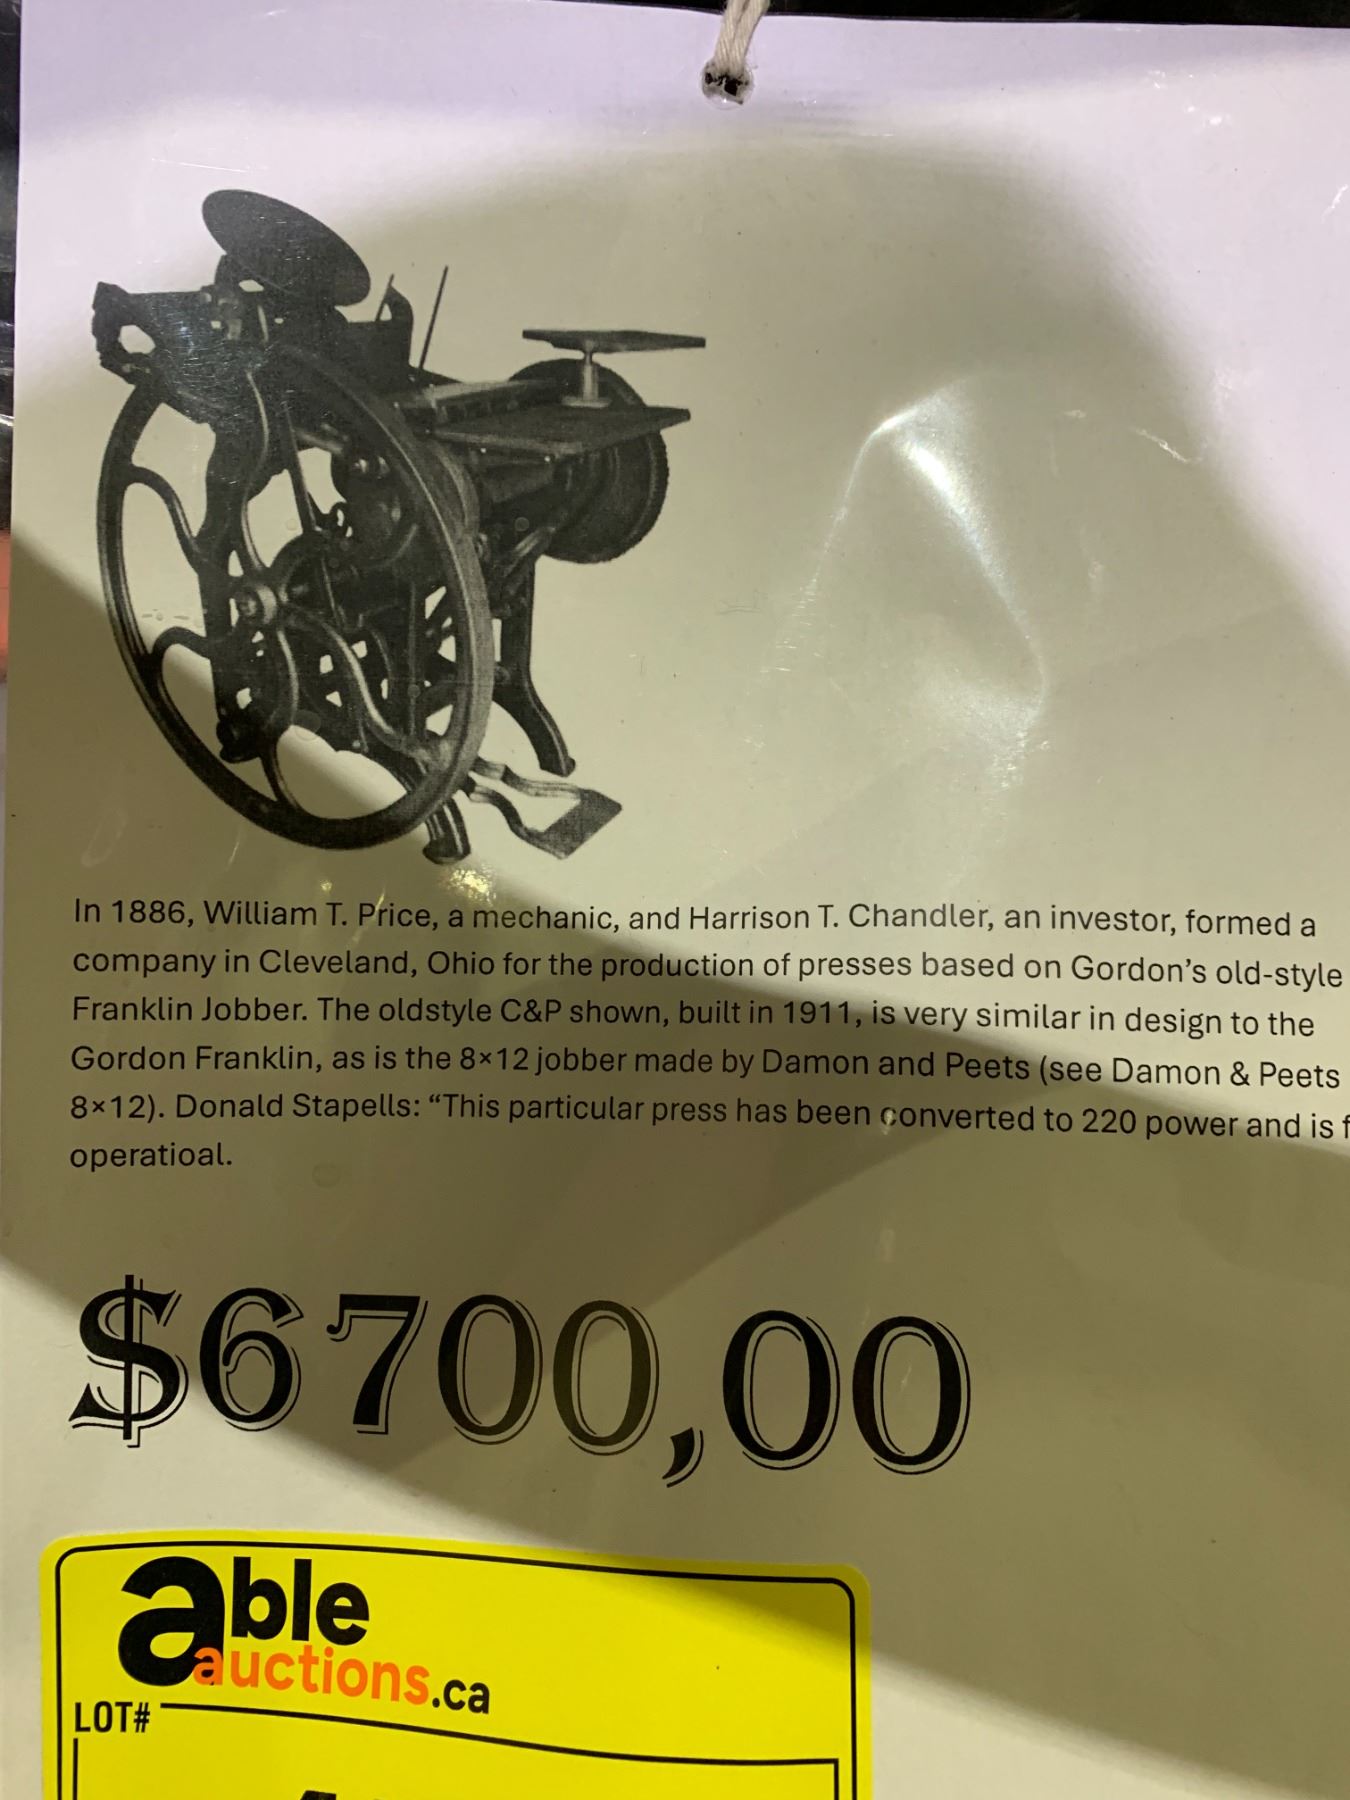 In 1886, William T. Price, a mechanic, and Harrison T. Chandler, an investor, formed a
company in Cleveland, Ohio for the production of presses based on Gordon's old-style
Franklin Jobber. The oldstyle C&P shown, built in 1911, is very similar in design to the
Gordon Franklin, as is the 8×12 jobber made by Damon and Peets (see Damon & Peets
8×12). Donald Stapells: “This particular press has been converted to 220 power and is
operatioal.
$6700,00
able
auctions.ca
LOT#